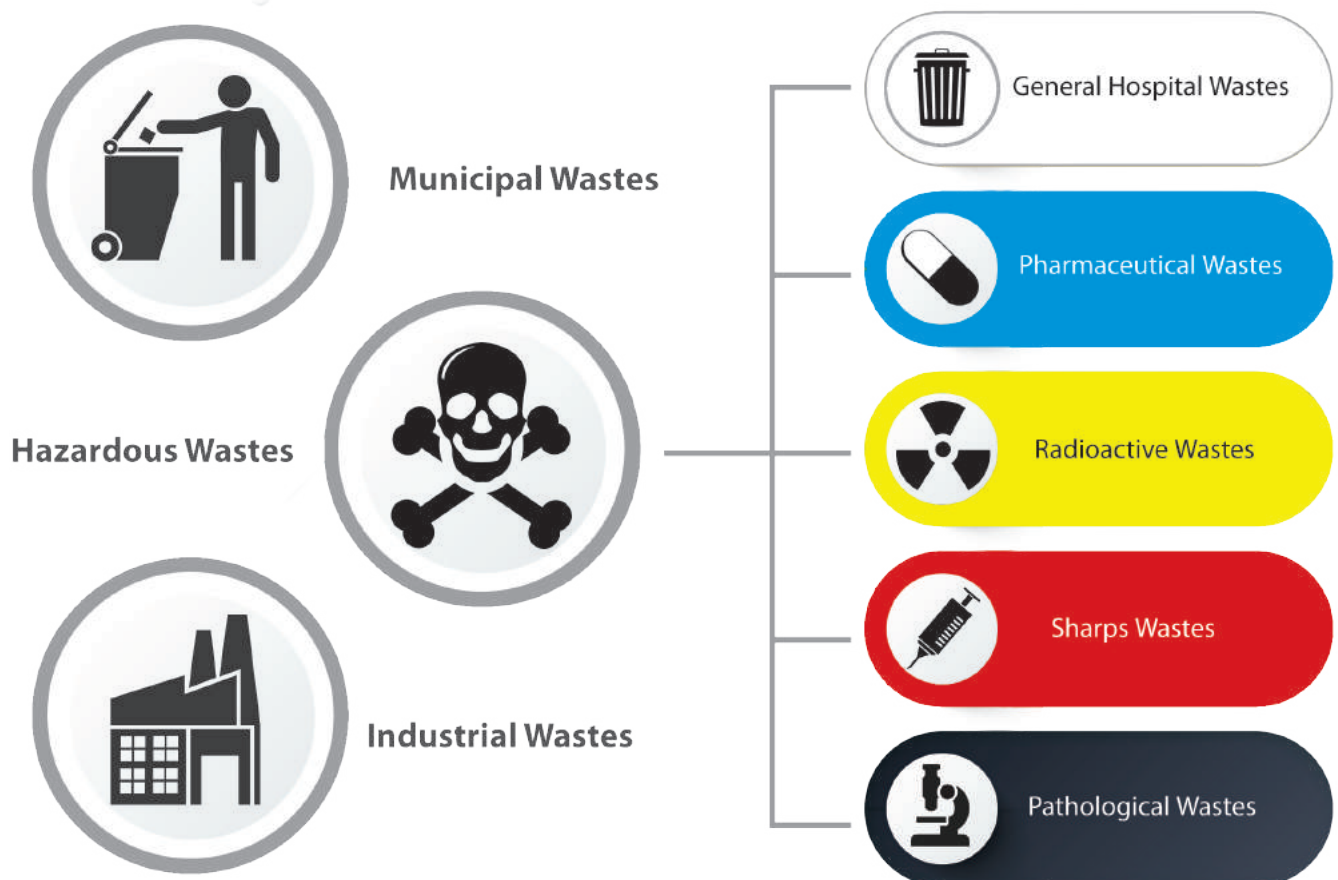 Municipal Wastes
Hazardous Wastes
Industrial Wastes
General Hospital Wastes
Pharmaceutical Wastes
Radioactive Wastes
Sharps Wastes
Pathological Wastes